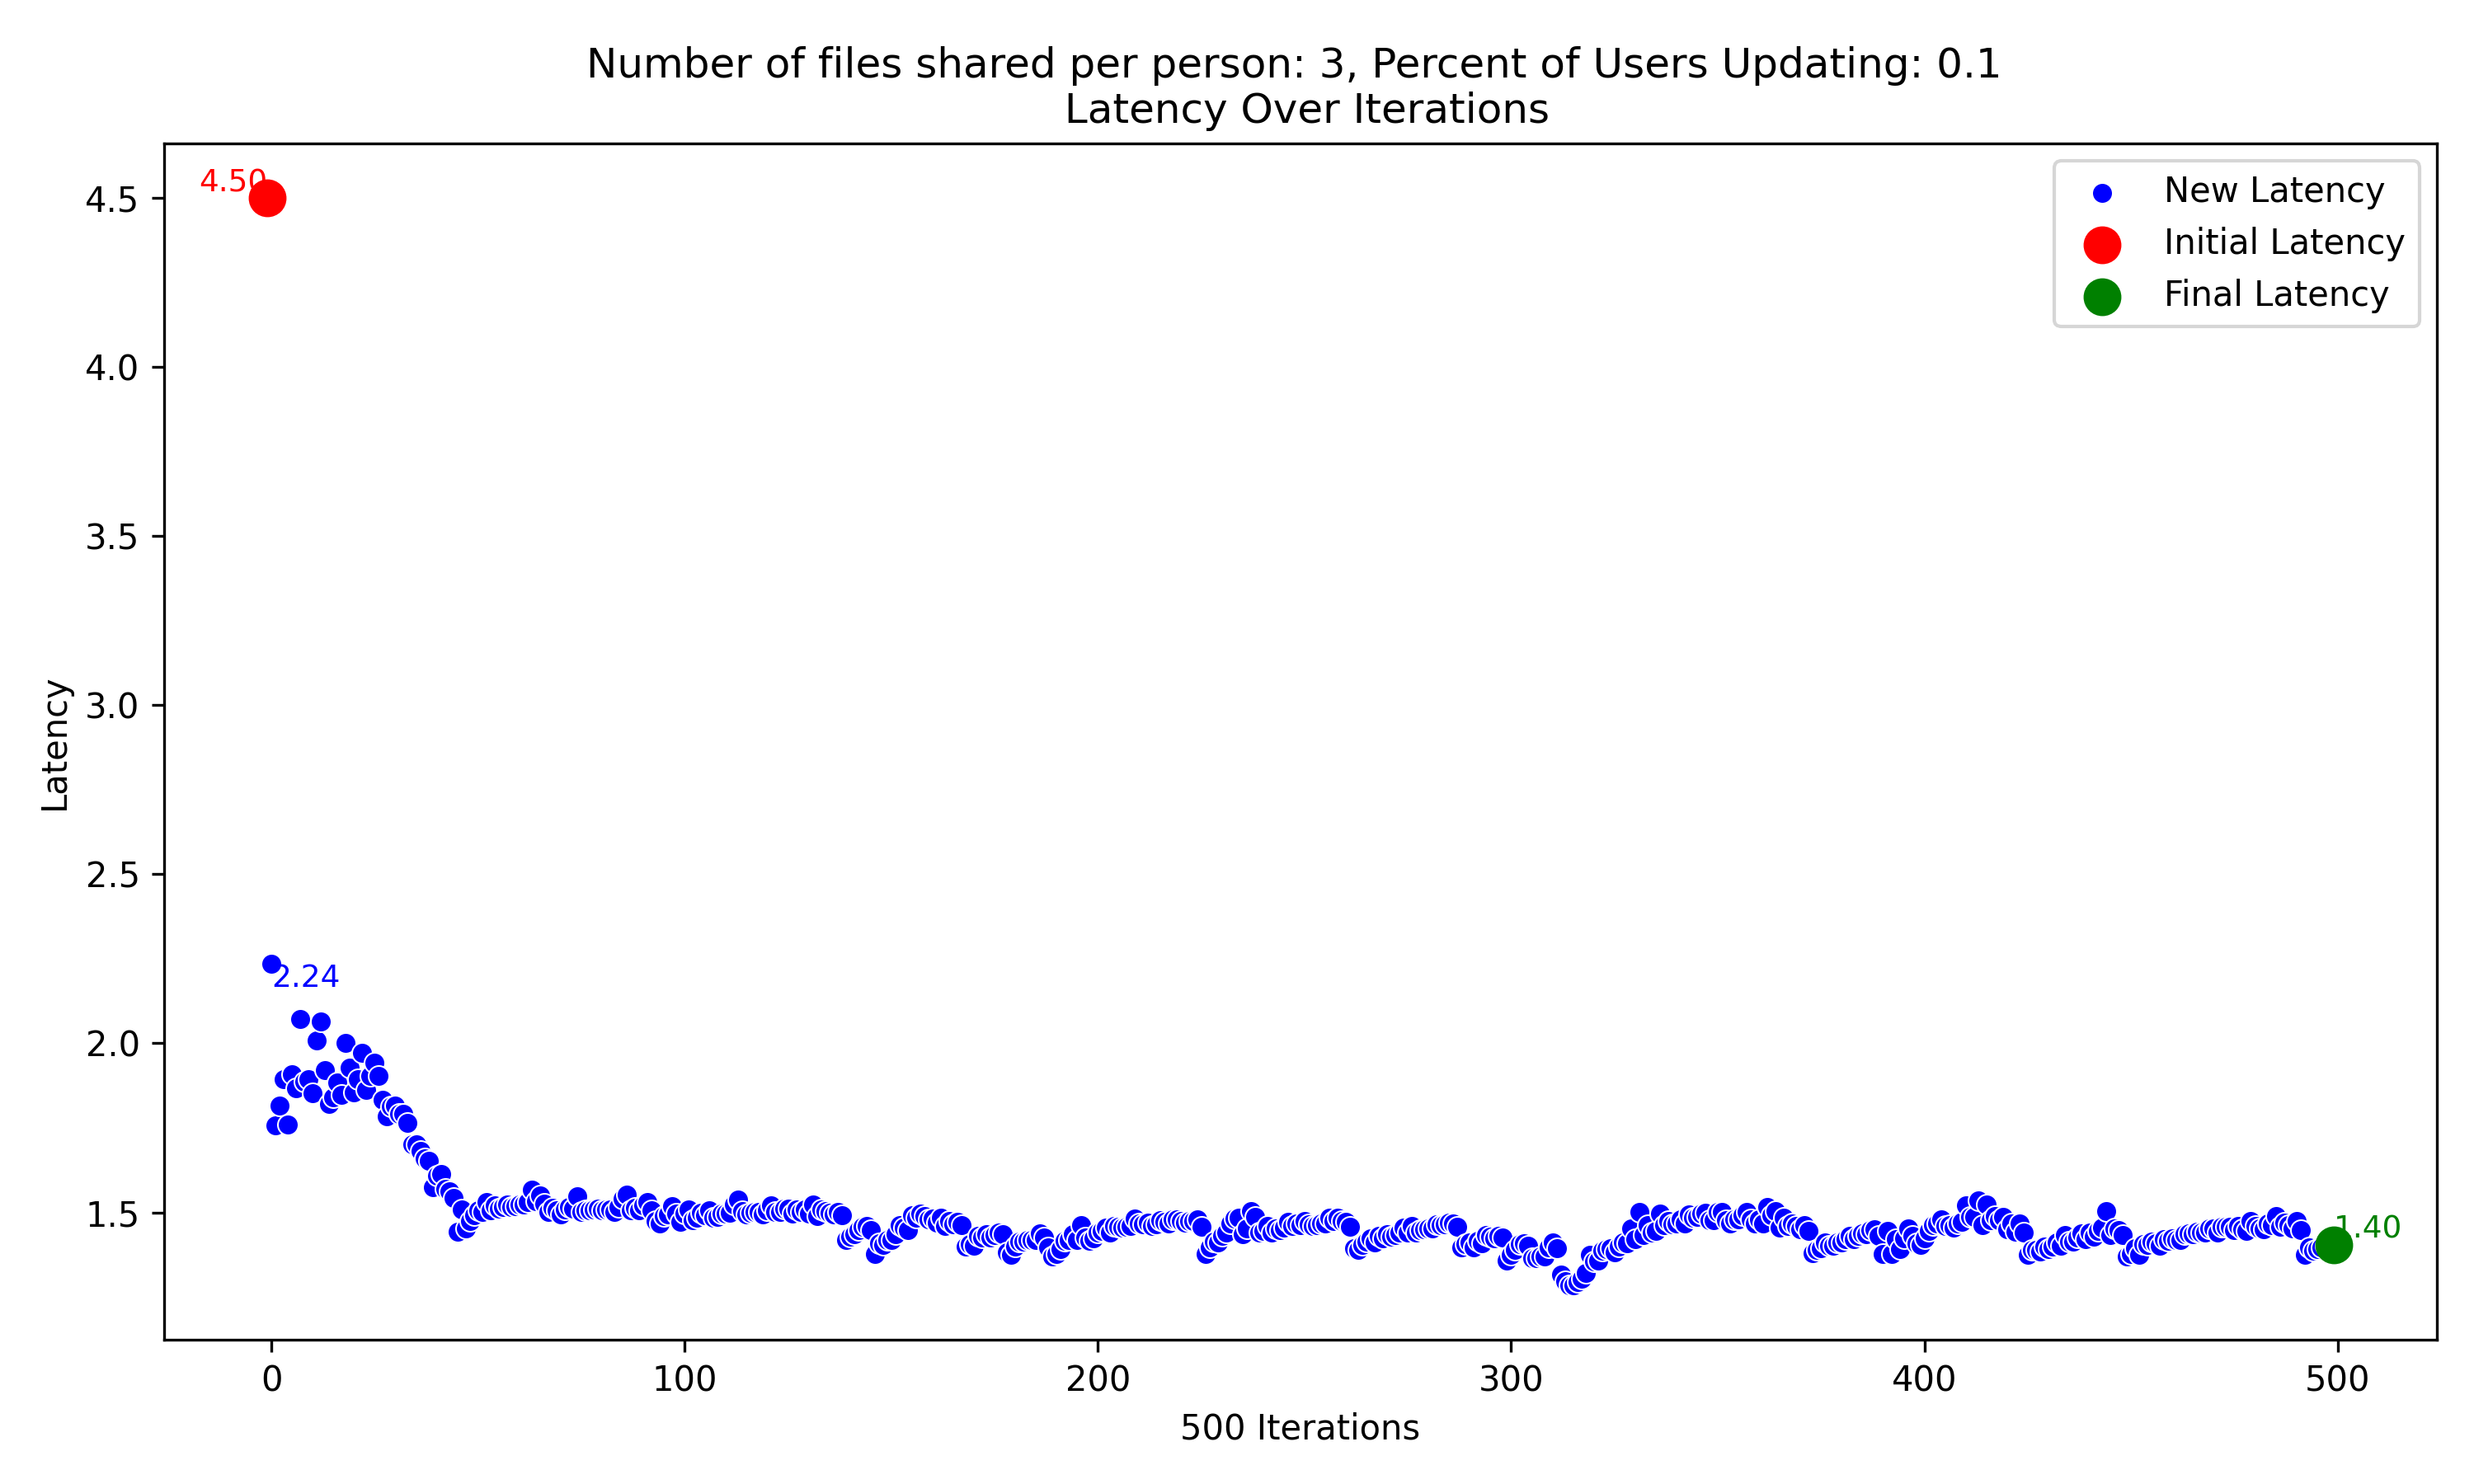 Number of files shared per person: 3, Percent of Users Updating: 0.1
Latency Over Iterations
4.50
4.5
4.0
3.5
3.0
2.5
2.0
1.5
Latency
New Latency
Initial Latency
Final Latency
2.24
1.40
0
100
200
300
400
500
500 Iterations